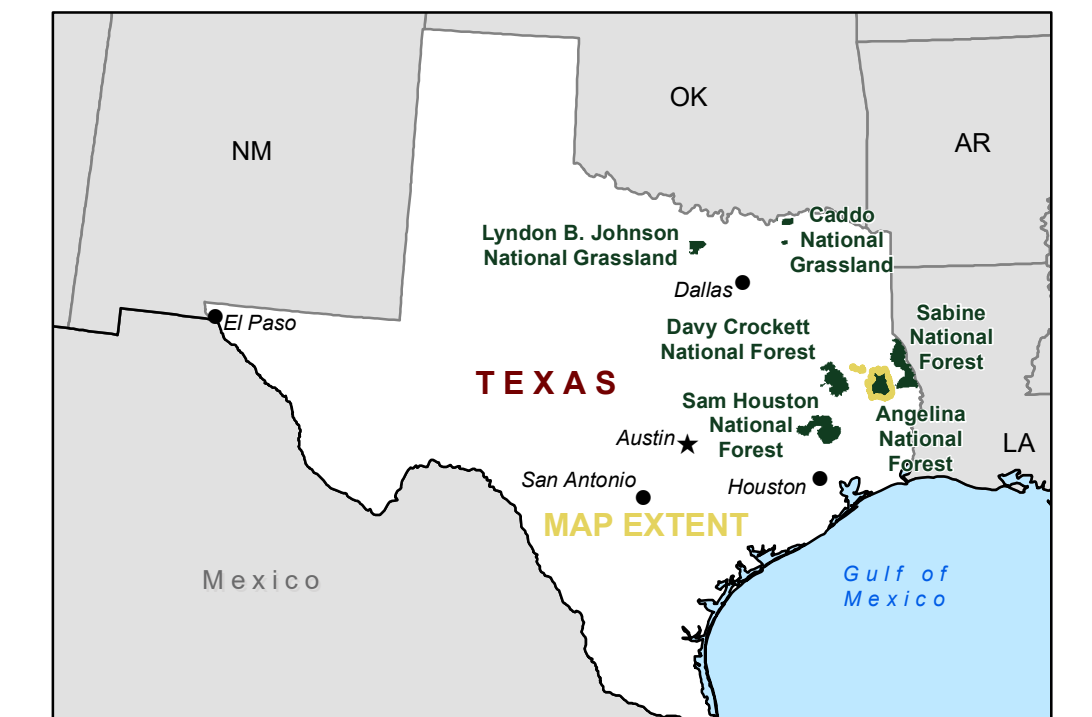 OK
AR
NM
Caddo
National
Grassland
Lyndon B. Johnson
National Grassland
Dallas
El Paso
Sabine
National
Forest
Davy Crockett
National Forest
TEXAS
Sam Houston
National
Forest
Angelina
National
Forest
Austin
LA
San Antonio
Houston
MAP EXTENT
Mexico
Gulf of
Mexico